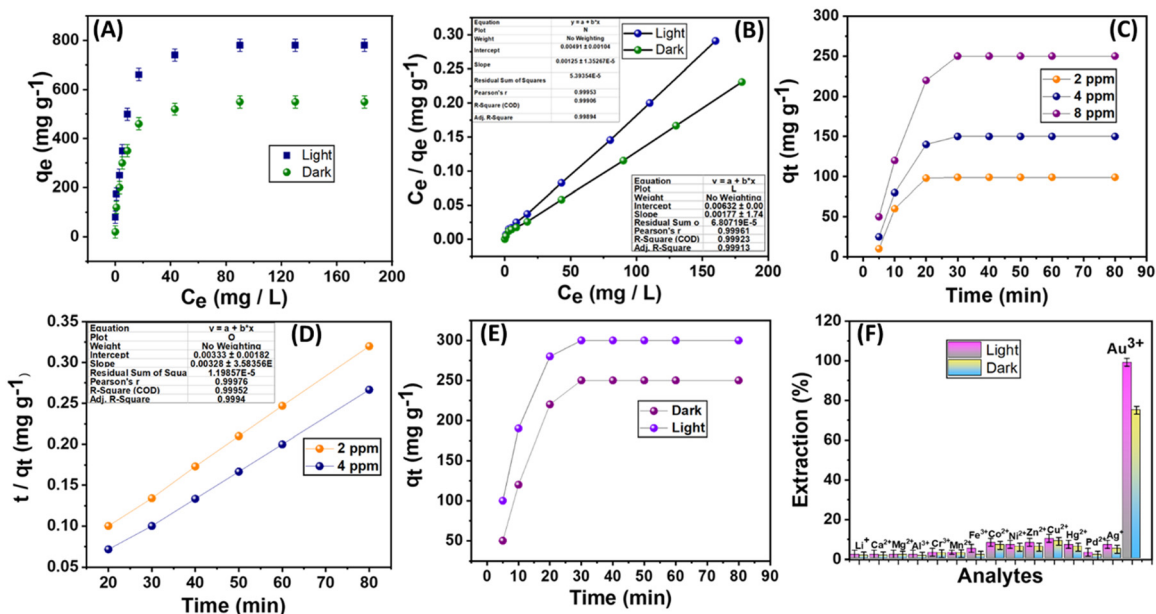 (A)
800
600
400
200
0
qe (mg g-1)
Light
Dark
0 40 80 120 160 200
Ce (mg / L)
(B)
Equation y = a + b*x
Plot N
Weight No Weighting
Intercept 0.00491 ± 0.00104
Slope 0.00125 ± 1.35267E-5
Residual Sum of Squares 5.39354E-5
Pearson's r 0.99953
R-Square (COD) 0.99906
Adj. R-Square 0.99894
Light
Dark
0.30
0.25
0.20
0.15
0.10
0.05
0.00
Ce / qe (mg g-1)
Equation y = a + b*x
Plot L
Weight No Weighting
Intercept 0.00632 ± 0.00
Slope 0.00177 ± 1.74
Residual Sum o 6.80719E-5
Pearson's r 0.99961
R-Square (COD) 0.99923
Adj. R-Square 0.99913
0 50 100 150 200
Ce (mg / L)
(C)
300
250
200
150
100
50
0
qt (mg g-1)
2 ppm
4 ppm
8 ppm
0 10 20 30 40 50 60 70 80 90
Time (min)
(D)
Equation y = a + b*x
Plot O
Weight No Weighting
Intercept 0.00333 ± 0.00182
Slope 0.00328 ± 3.58356E
Residual Sum of Squa 1.19857E-5
Pearson's r 0.99976
R-Square (COD) 0.99952
Adj. R-Square 0.9994
0.35
0.30
0.25
0.20
0.15
0.10
0.05
t / qt (mg g-1)
2 ppm
4 ppm
20 30 40 50 60 70 80
Time (min)
(E)
300
250
200
150
100
50
qt (mg g-1)
Dark
Light
0 10 20 30 40 50 60 70 80 90
Time (min)
(F)
120
100
80
60
40
20
0
Extraction (%)
Light
Dark
Au3+
Li+ Ca2+ Mg2+ Al3+ Cr3+ Mn2+ Fe3+ Co2+ Ni2+ Zn2+ Cu2+ Hg2+ Pd2+ Ag+
Analytes